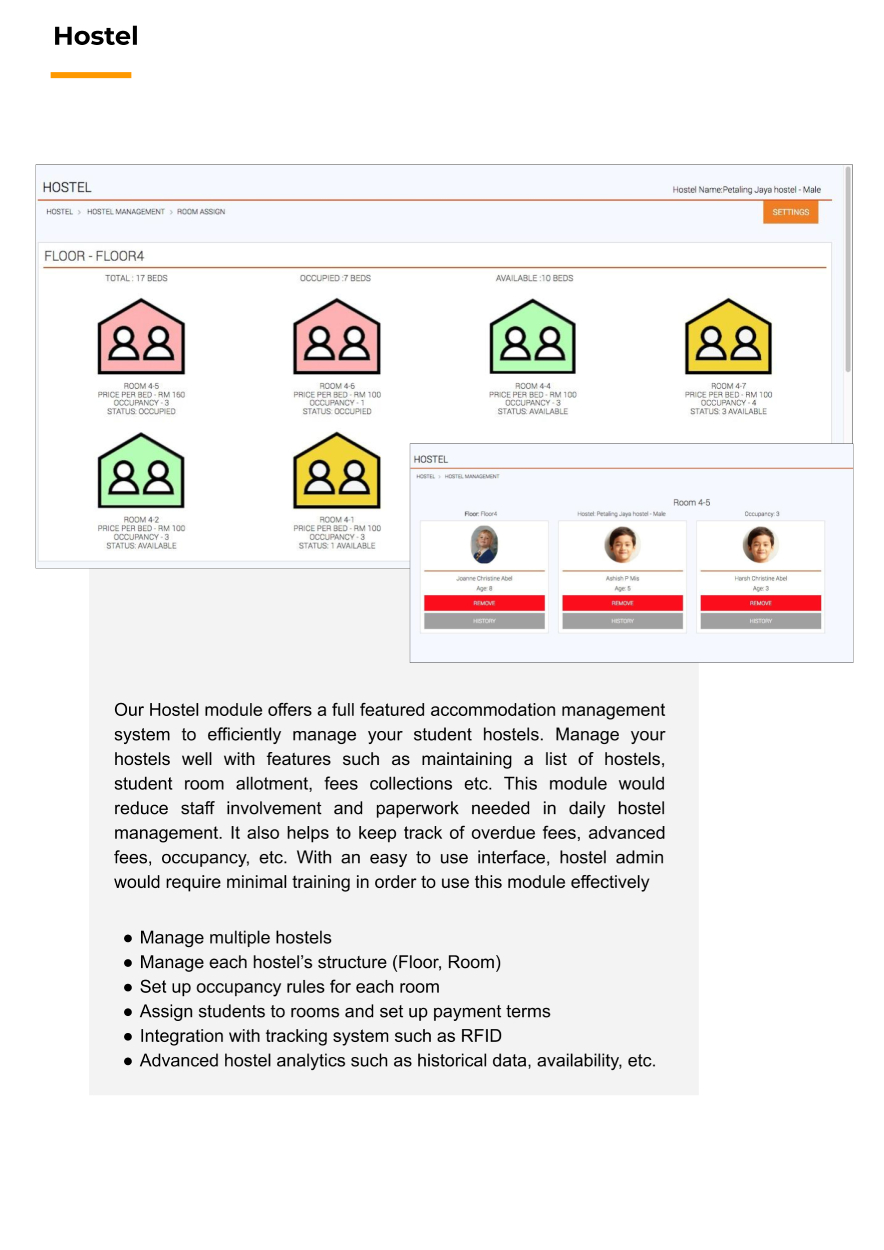 Hostel
HOSTEL
Hostel Name:Petaling Jaya hostel - Male
HOSTEL > HOSTEL MANAGEMENT > ROOM ASSIGN
SETTINGS
FLOOR - FLOOR4
TOTAL : 17 BEDS
OCCUPIED :7 BEDS
AVAILABLE :10 BEDS
ROOM 4-5
PRICE PER BED - RM 150
OCCUPANCY - 3
STATUS: OCCUPIED
ROOM 4-6
PRICE PER BED - RM 100
OCCUPANCY - 1
STATUS: OCCUPIED
ROOM 4-4
PRICE PER BED - RM 100
OCCUPANCY - 3
STATUS: AVAILABLE
ROOM 4-7
PRICE PER BED - RM 100
OCCUPANCY - 4
STATUS: 3 AVAILABLE
ROOM 4-2
PRICE PER BED - RM 100
OCCUPANCY - 3
STATUS: AVAILABLE
ROOM 4-1
PRICE PER BED - RM 100
OCCUPANCY - 3
STATUS: 1 AVAILABLE
HOSTEL
HOSTEL > HOSTEL MANAGEMENT
Room 4-5
Floor: Floor4
Hostel: Petaling Jaya hostel - Male
Occupancy: 3
Joanne Christine Abel
Age: 8
REMOVE
HISTORY
Ashish P Mis
Age: 5
REMOVE
HISTORY
Harsh Christine Abel
Age: 3
REMOVE
HISTORY
Our Hostel module offers a full featured accommodation management
system to efficiently manage your student hostels. Manage your
hostels well with features such as maintaining a list of hostels,
student room allotment, fees collections etc. This module would
reduce staff involvement and paperwork needed in daily hostel
management. It also helps to keep track of overdue fees, advanced
fees, occupancy, etc. With an easy to use interface, hostel admin
would require minimal training in order to use this module effectively
● Manage multiple hostels
● Manage each hostel’s structure (Floor, Room)
● Set up occupancy rules for each room
● Assign students to rooms and set up payment terms
● Integration with tracking system such as RFID
● Advanced hostel analytics such as historical data, availability, etc.